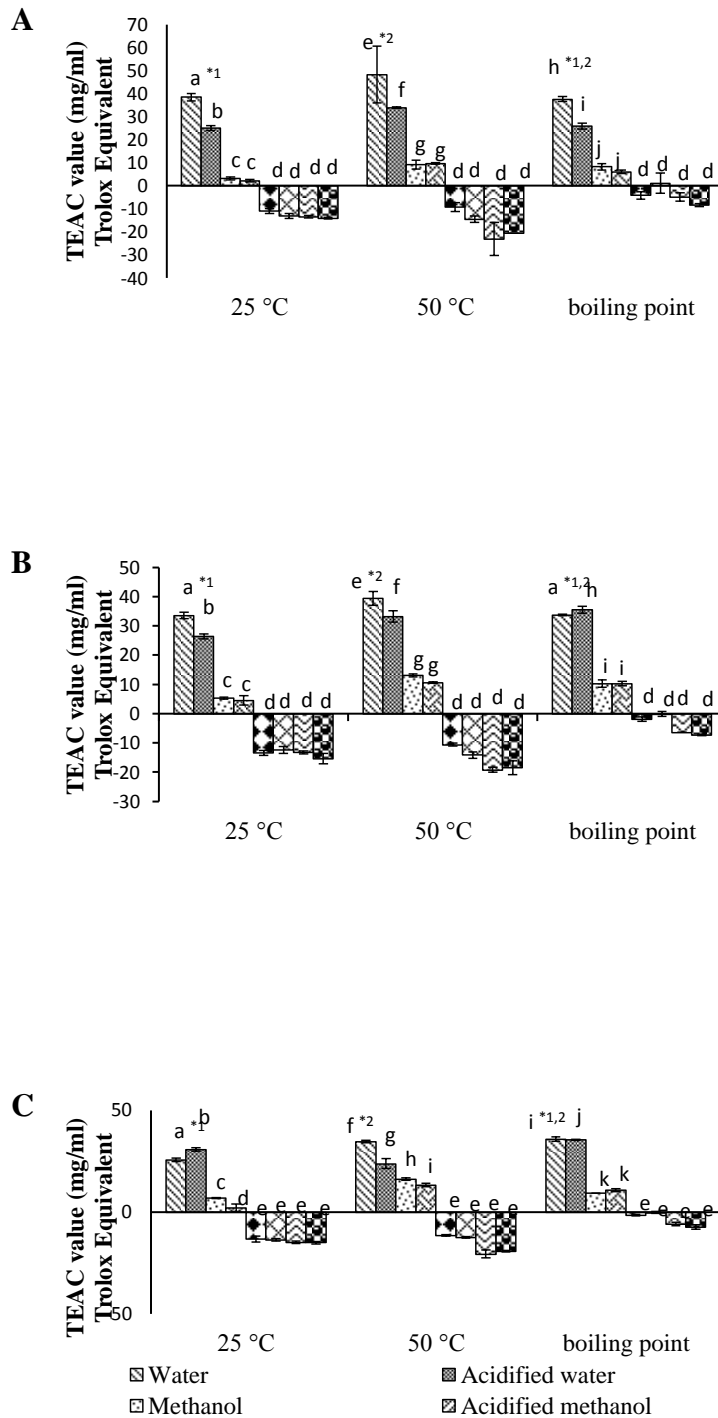 A
TEAC value (mg/ml)
Trolox Equivalent
70
60
50
40
30
20
10
0
-10
-20
-30
-40
a *1
b
c c
d d d d
e *2
f
g g
d d d d
h *1,2
i
j
i
d d d d
25 °C 50 °C boiling point
B
TEAC value (mg/ml)
Trolox Equivalent
50
40
30
20
10
0
-10
-20
-30
a *1
b
c c
d d d d
e *2
f
g g
d d d d
a *1,2 h
i i
d d d d
25 °C 50 °C boiling point
C
TEAC value (mg/ml)
Trolox Equivalent
50
0
50
a *1 b
c
d
e e e e
f *2
g
h
i
e e e e
i *1,2 j
k k
e e e e
25 °C 50 °C boiling point
Water Acidified water
Methanol Acidified methanol